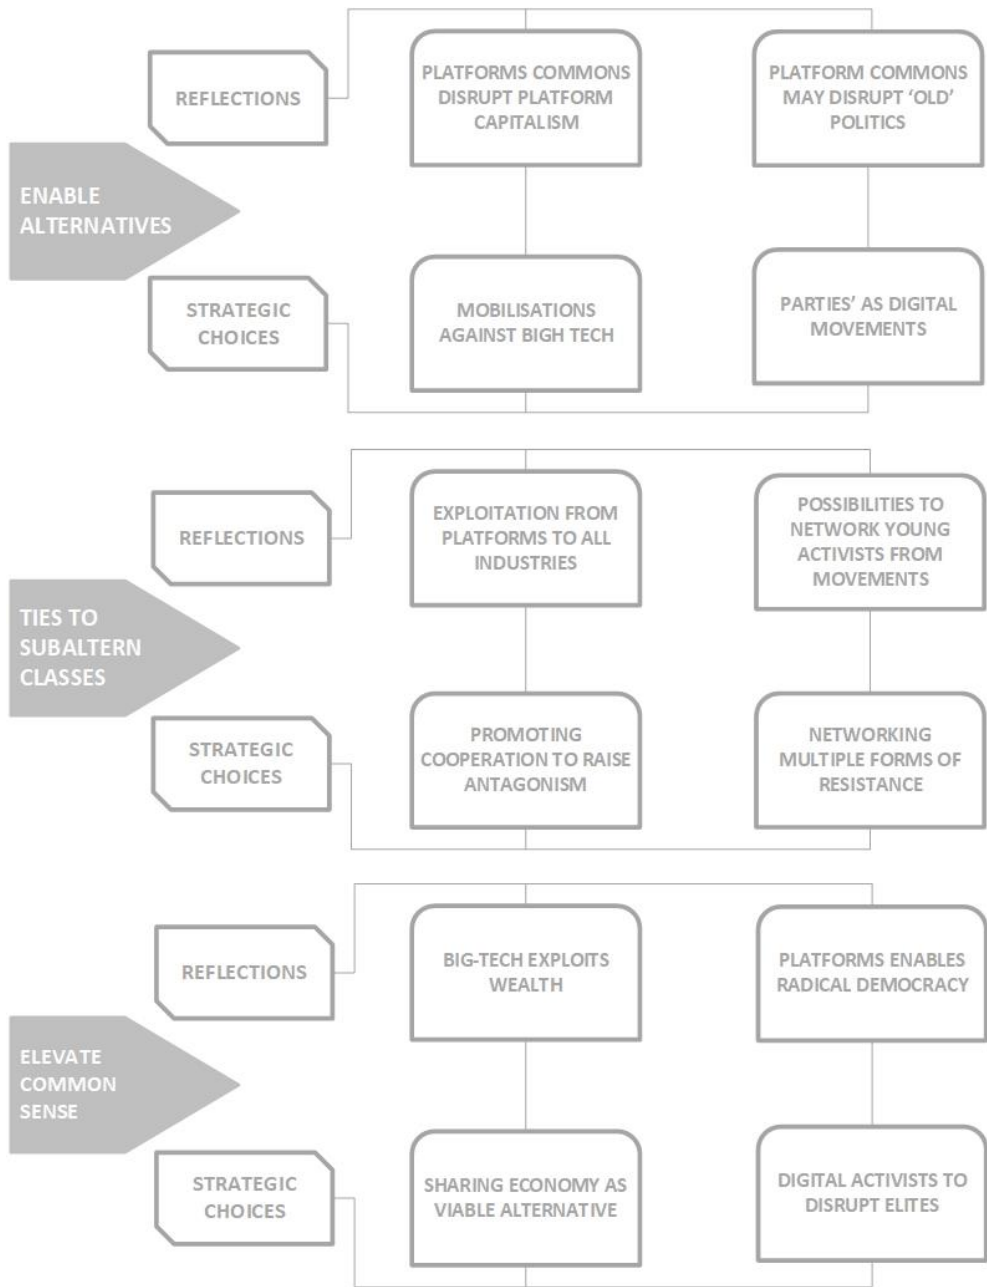 REFLECTIONS
PLATFORMS COMMONS
DISRUPT PLATFORM
CAPITALISM
PLATFORM COMMONS
MAY DISRUPT ‘OLD’
POLITICS
ENABLE
ALTERNATIVES
STRATEGIC
CHOICES
MOBILISATIONS
AGAINST BIGH TECH
PARTIES’ AS DIGITAL
MOVEMENTS
REFLECTIONS
EXPLOITATION FROM
PLATFORMS TO ALL
INDUSTRIES
POSSIBILITIES TO
NETWORK YOUNG
ACTIVISTS FROM
MOVEMENTS
TIES TO
SUBALTERN
CLASSES
STRATEGIC
CHOICES
PROMOTING
COOPERATION TO RAISE
ANTAGONISM
NETWORKING
MULTIPLE FORMS OF
RESISTANCE
REFLECTIONS
BIG-TECH EXPLOITS
WEALTH
PLATFORMS ENABLES
RADICAL DEMOCRACY
ELEVATE
COMMON
SENSE
STRATEGIC
CHOICES
SHARING ECONOMY AS
VIABLE ALTERNATIVE
DIGITAL ACTIVISTS TO
DISRUPT ELITES